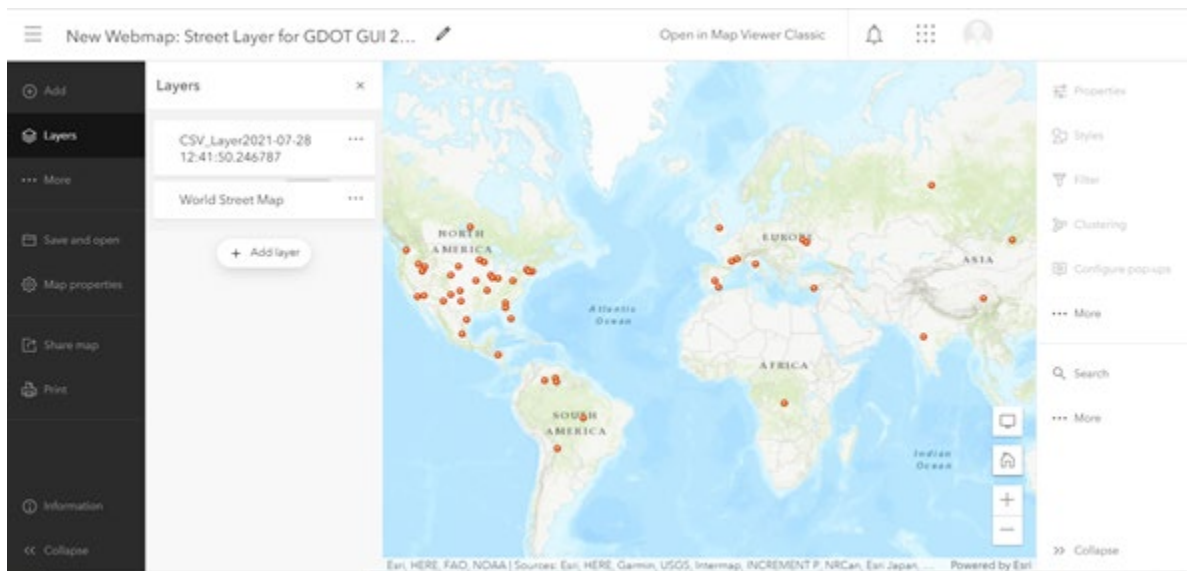 New Webmap: Street Layer for GDOT GUI 2...
Open in Map Viewer Classic
Add
Layers
More
Save and open
Map properties
Share map
Print
Information
Collapse
Layers
CSV_Layer2021-07-28
12:41:50.246787
World Street Map
+ Add layer
NORTH
AMERICA
EUROPE
ASIA
Atlantic
Ocean
AFRICA
SOUTH
AMERICA
Indian
Ocean
Esri, HERE, FAO, NOAA | Sources: Esri, HERE, Garmin, USGS, Intermap, INCREMENT P, NRCan, Esri Japan, ...
Powered by Esri
Properties
Styles
Filter
Clustering
Configure pop-ups
More
Search
More
Collapse